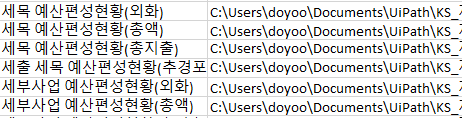 세목 예산편성현황(외화) C:\Users\doyoo\Documents\UiPath\KS_
세목 예산편성현황(총액) C:\Users\doyoo\Documents\UiPath\KS_
세목 예산편성현황(총지출) C:\Users\doyoo\Documents\UiPath\KS_
세출 세목 예산편성현황(추경포 C:\Users\doyoo\Documents\UiPath\KS_
세부사업 예산편성현황(외화) C:\Users\doyoo\Documents\UiPath\KS_
세부사업 예산편성현황(총액) C:\Users\doyoo\Documents\UiPath\KS_